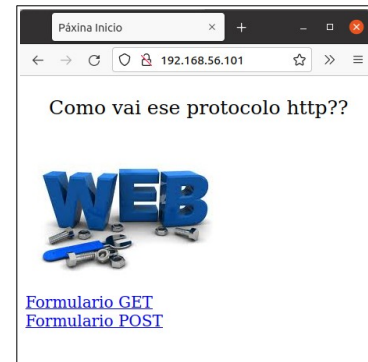 Páxina Inicio
192.168.56.101
Como vai ese protocolo http??
WEB
Formulario GET
Formulario POST